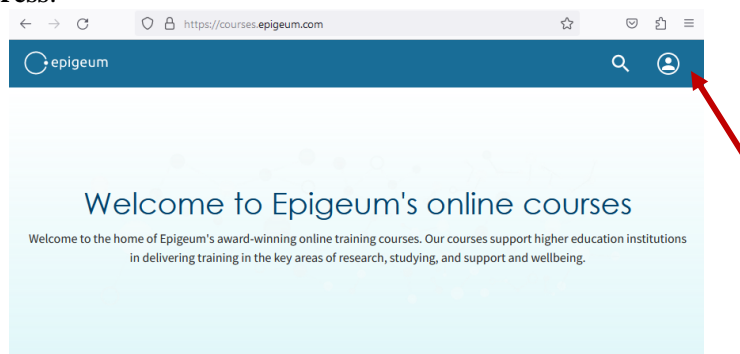 https://courses.epigeum.com
epigeum
Welcome to Epigeum's online courses
Welcome to the home of Epigeum's award-winning online training courses. Our courses support higher education institutions
in delivering training in the key areas of research, studying, and support and wellbeing.